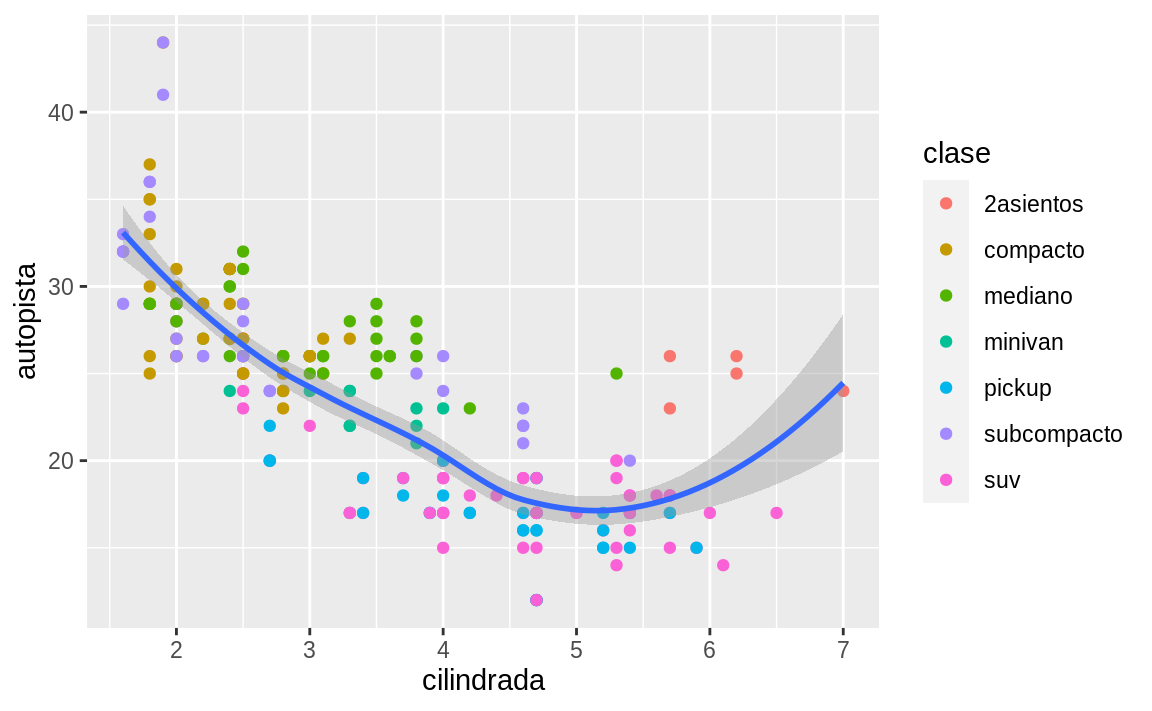 autopista
40
30
20
2 3 4 5 6 7
cilindrada
clase
2asientos
compacto
mediano
minivan
pickup
subcompacto
suv